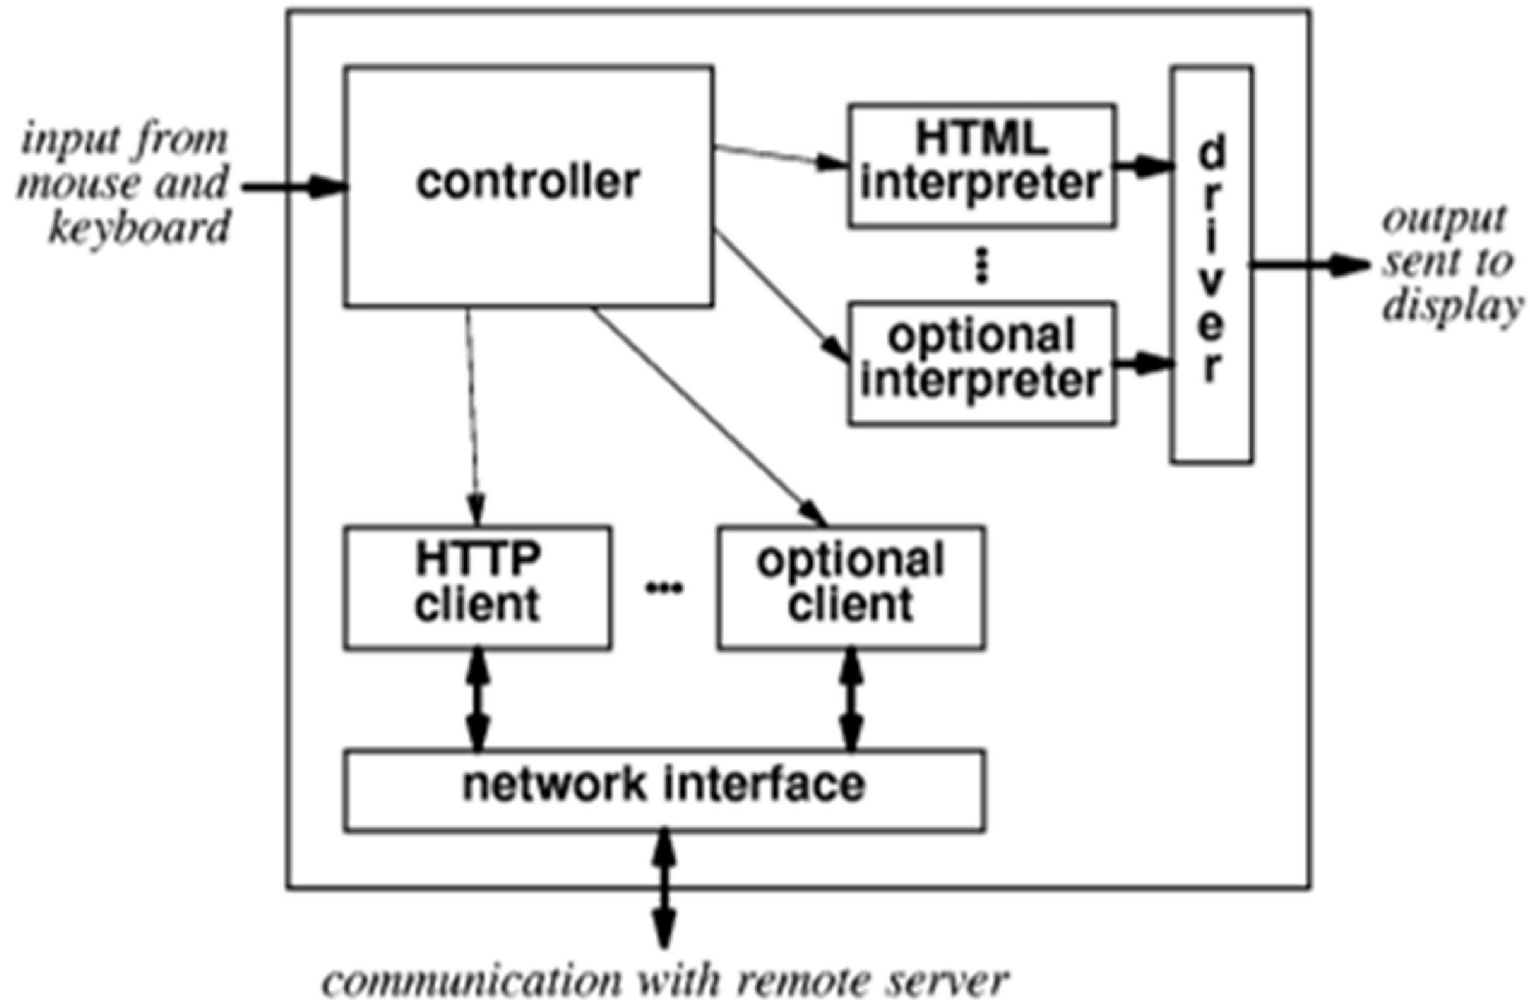 input from
mouse and
keyboard
controller
HTML
interpreter
optional
interpreter
driver
output
sent to
display
HTTP
client
optional
client
network interface
communication with remote server